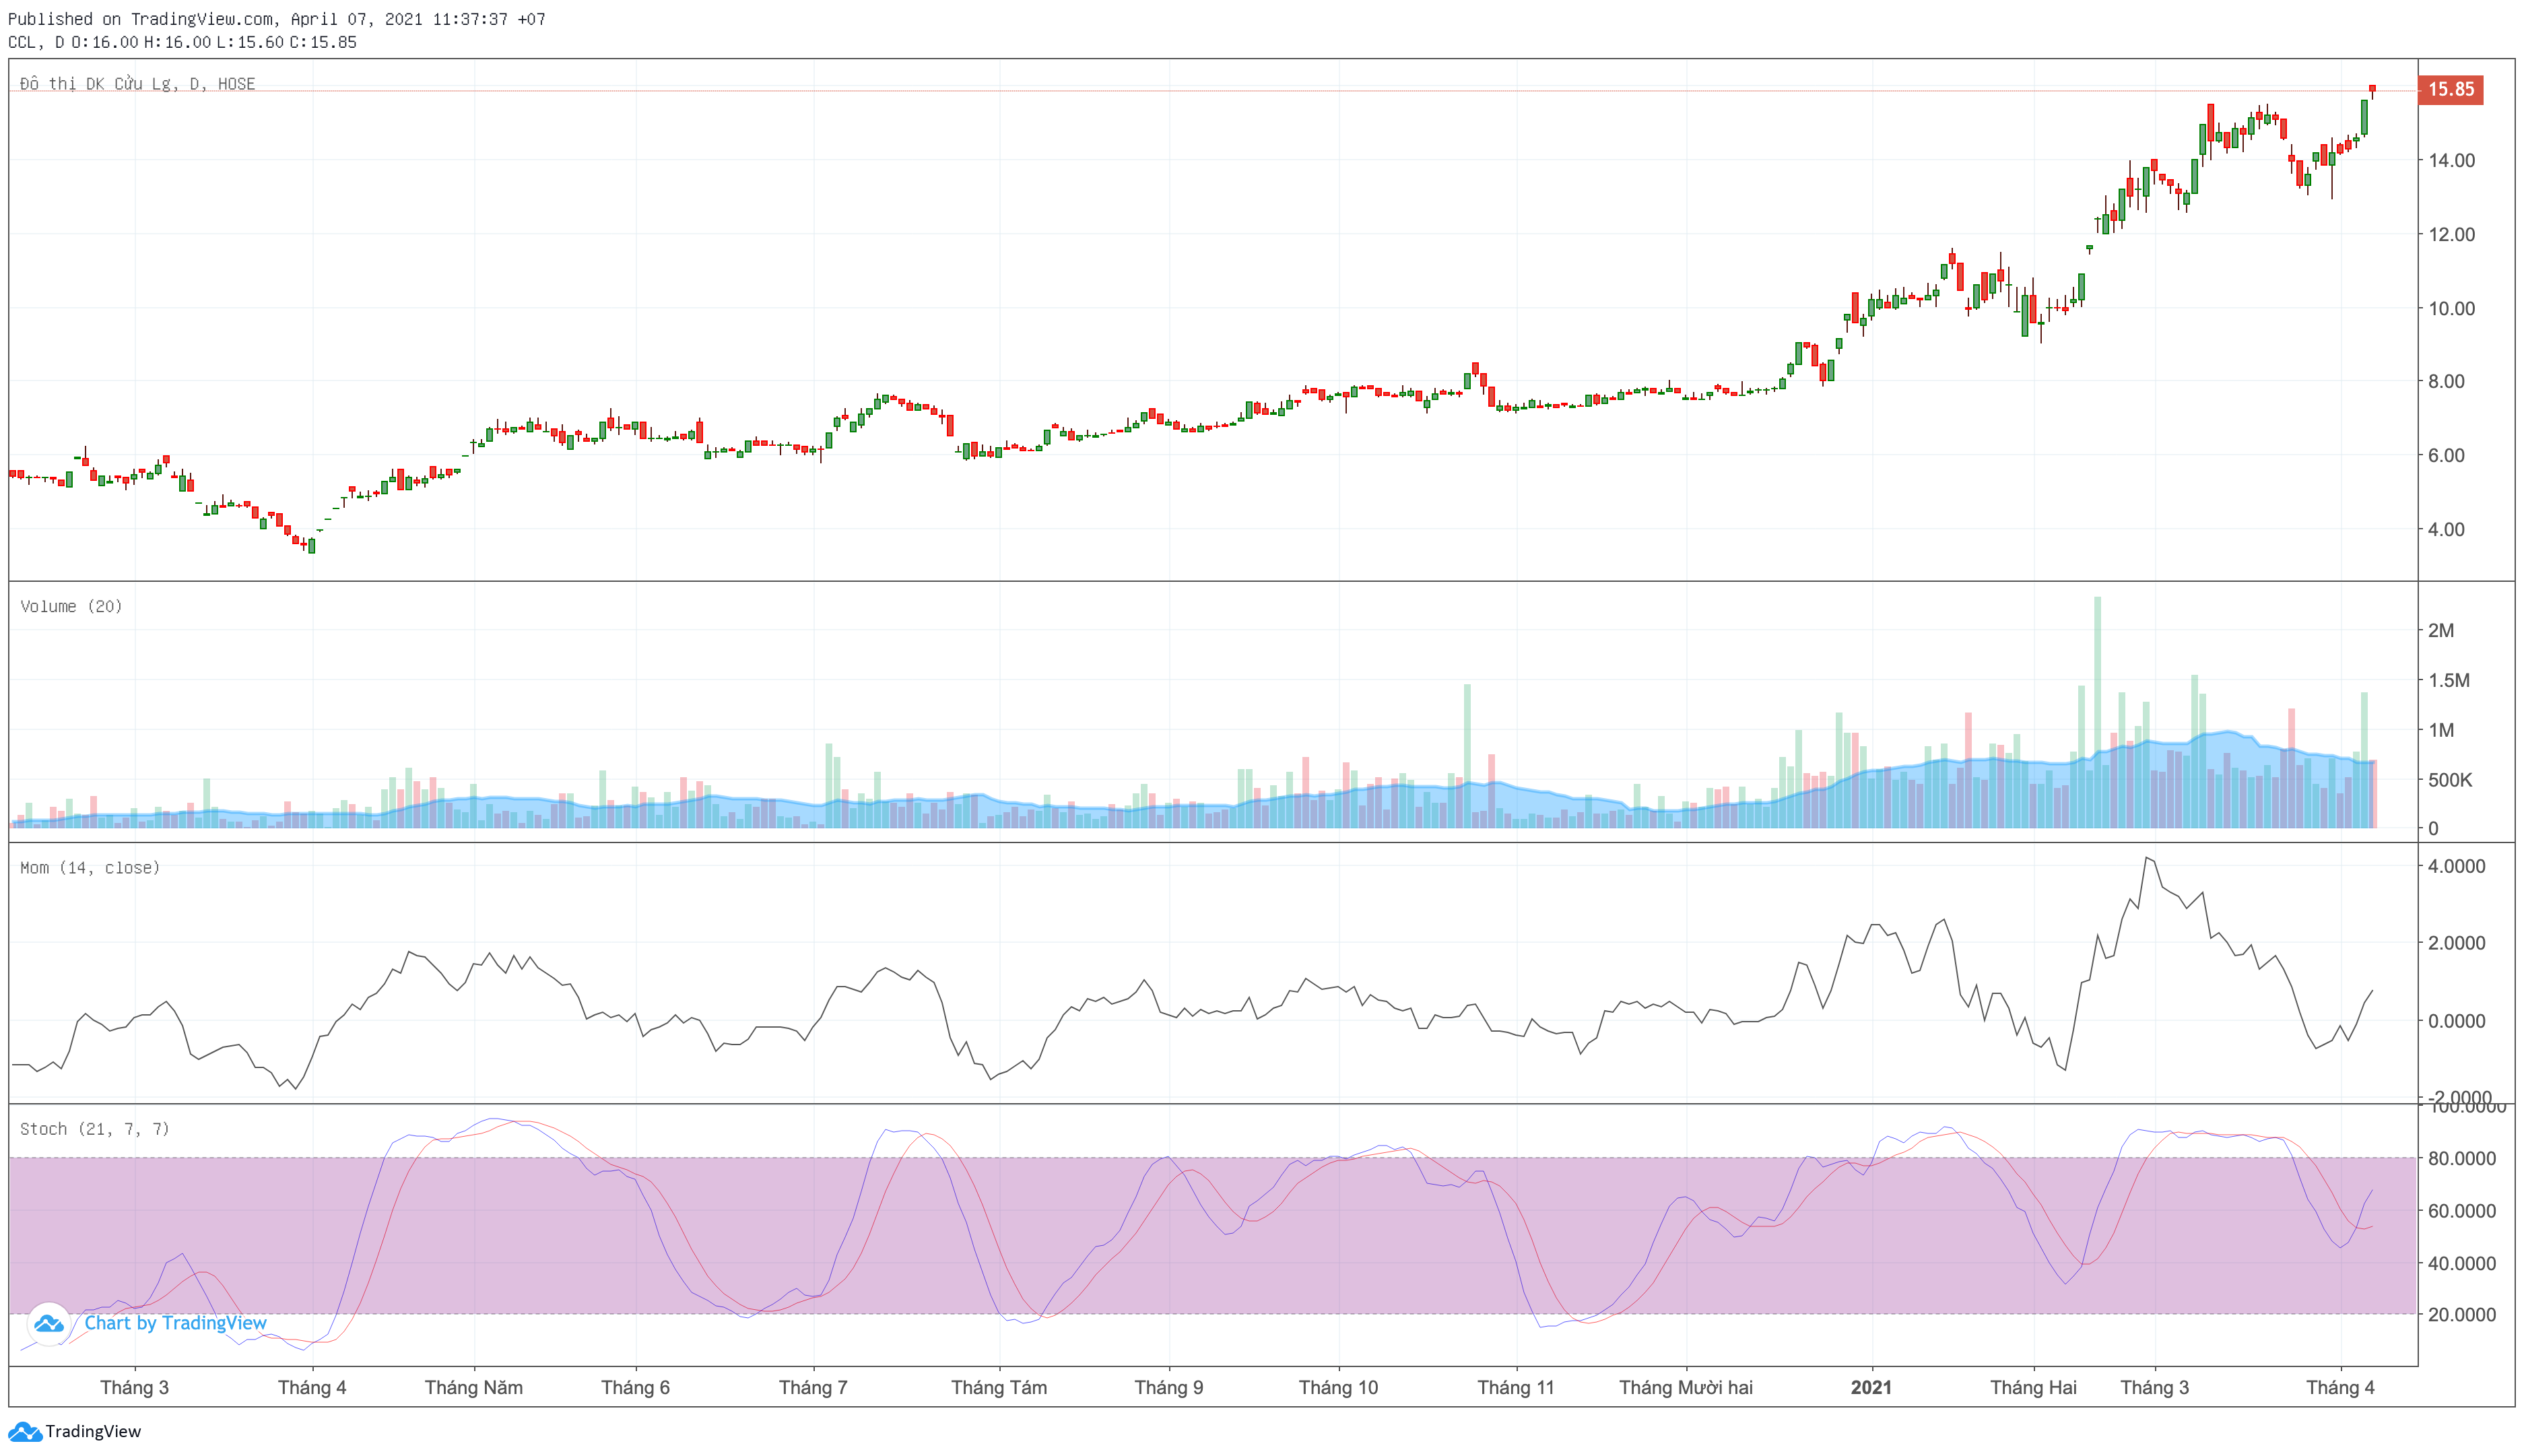 Published on TradingView.com, April 07, 2021 11:37:37 +07
CCL, D O:16.00 H:16.00 L:15.60 C:15.85
Đô thị DK Cửu Lg, D, HOSE
15.85
14.00
12.00
10.00
8.00
6.00
4.00
Volume (20)
2M
1.5M
1M
500K
0
Mom (14, close)
4.0000
2.0000
0.0000
-2.0000
Stoch (21, 7, 7)
100.0000
80.0000
60.0000
40.0000
20.0000
Chart by TradingView
Tháng 3 Tháng 4 Tháng Năm Tháng 6 Tháng 7 Tháng Tám Tháng 9 Tháng 10 Tháng 11 Tháng Mười hai 2021 Tháng Hai Tháng 3 Tháng 4
TradingView